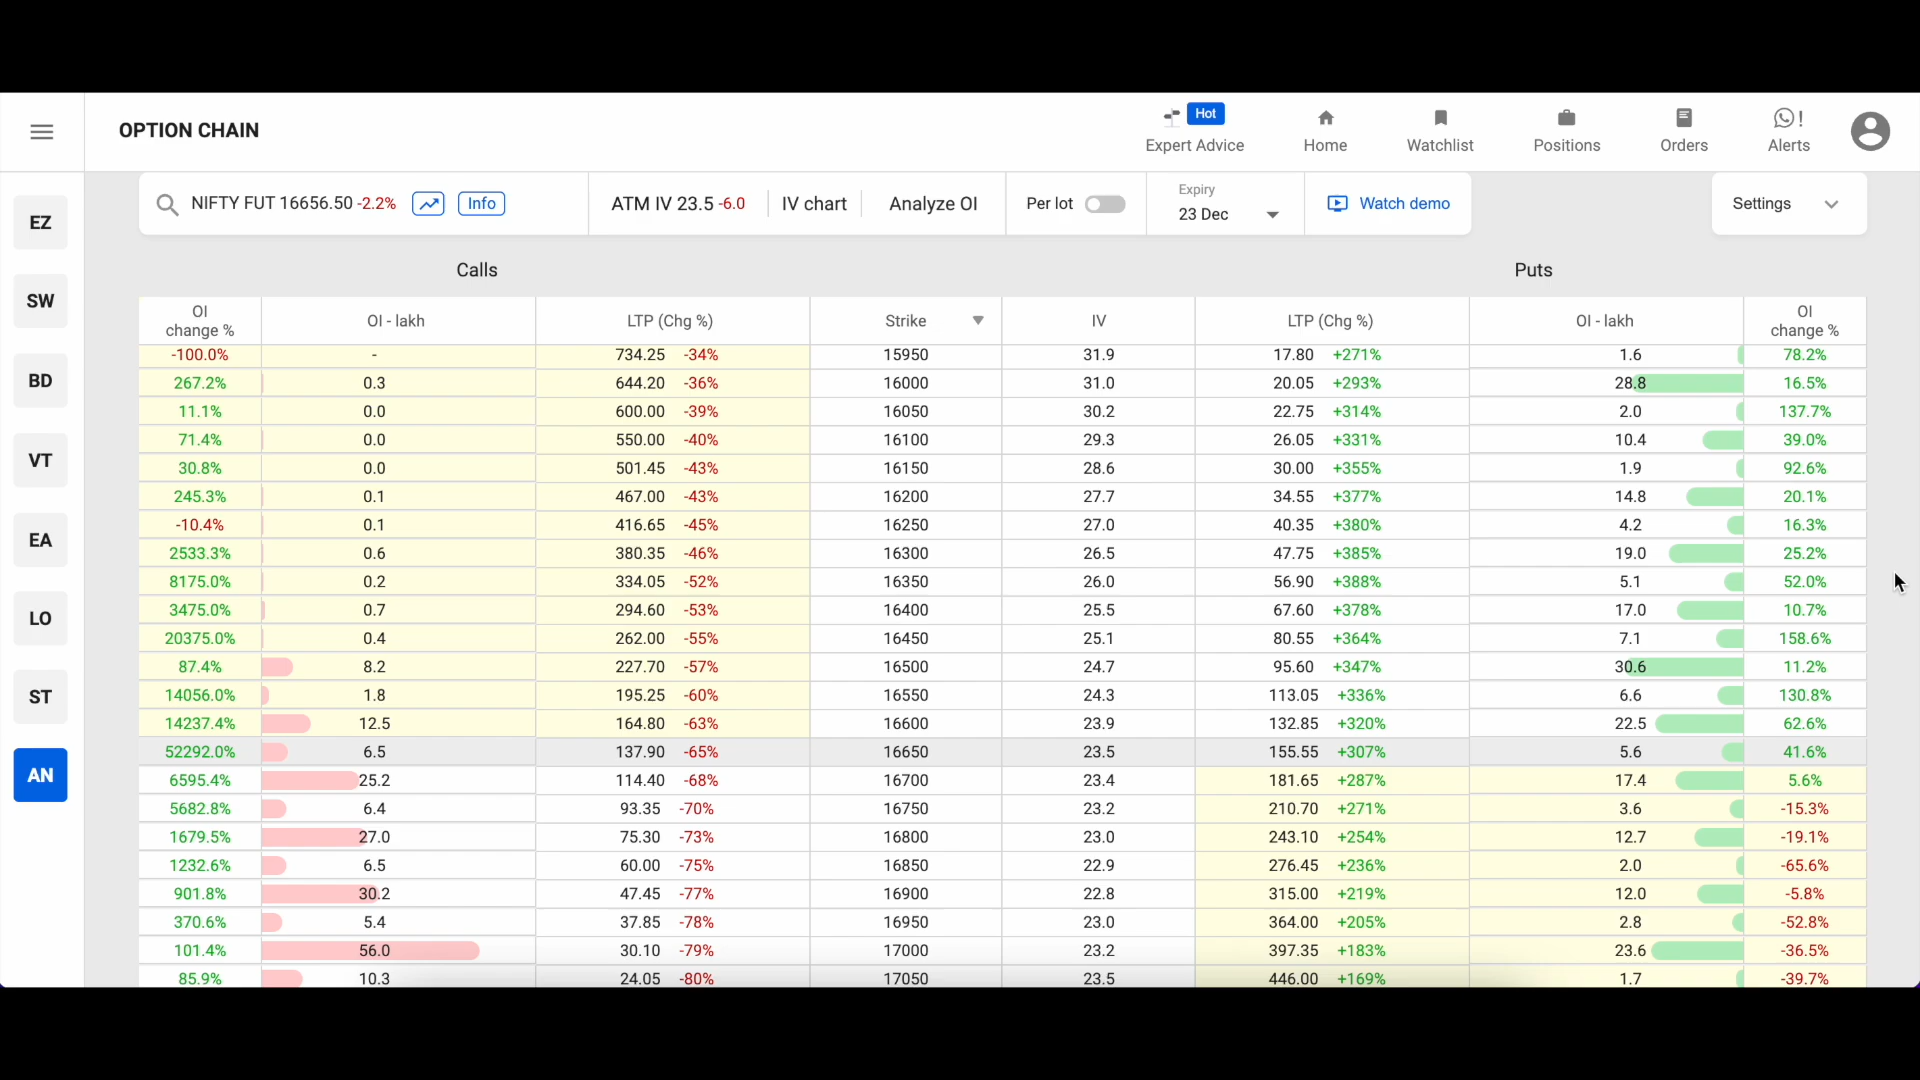 OPTION CHAIN
Hot
Expert Advice Home Watchlist Positions Orders ! Alerts
NIFTY FUT 16656.50 -2.2% Info ATM IV 23.5 -6.0 IV chart Analyze OI Per lot Expiry 23 Dec Watch demo Settings
EZ
SW
BD
VT
EA
LO
ST
AN
Calls Puts
OI change % OI - lakh LTP (Chg %) Strike IV LTP (Chg %) OI - lakh OI change %
-100.0% - 734.25 -34% 15950 31.9 17.80 +271% 1.6 78.2%
267.2% 0.3 644.20 -36% 16000 31.0 20.05 +293% 28.8 16.5%
11.1% 0.0 600.00 -39% 16050 30.2 22.75 +314% 2.0 137.7%
71.4% 0.0 550.00 -40% 16100 29.3 26.05 +331% 10.4 39.0%
30.8% 0.0 501.45 -43% 16150 28.6 30.00 +355% 1.9 92.6%
245.3% 0.1 467.00 -43% 16200 27.7 34.55 +377% 14.8 20.1%
-10.4% 0.1 416.65 -45% 16250 27.0 40.35 +380% 4.2 16.3%
2533.3% 0.6 380.35 -46% 16300 26.5 47.75 +385% 19.0 25.2%
8175.0% 0.2 334.05 -52% 16350 26.0 56.90 +388% 5.1 52.0%
3475.0% 0.7 294.60 -53% 16400 25.5 67.60 +378% 17.0 10.7%
20375.0% 0.4 262.00 -55% 16450 25.1 80.55 +364% 7.1 158.6%
87.4% 8.2 227.70 -57% 16500 24.7 95.60 +347% 30.6 11.2%
14056.0% 1.8 195.25 -60% 16550 24.3 113.05 +336% 6.6 130.8%
14237.4% 12.5 164.80 -63% 16600 23.9 132.85 +320% 22.5 62.6%
52292.0% 6.5 137.90 -65% 16650 23.5 155.55 +307% 5.6 41.6%
6595.4% 25.2 114.40 -68% 16700 23.4 181.65 +287% 17.4 5.6%
5682.8% 6.4 93.35 -70% 16750 23.2 210.70 +271% 3.6 -15.3%
1679.5% 27.0 75.30 -73% 16800 23.0 243.10 +254% 12.7 -19.1%
1232.6% 6.5 60.00 -75% 16850 22.9 276.45 +236% 2.0 -65.6%
901.8% 30.2 47.45 -77% 16900 22.8 315.00 +219% 12.0 -5.8%
370.6% 5.4 37.85 -78% 16950 23.0 364.00 +205% 2.8 -52.8%
101.4% 56.0 30.10 -79% 17000 23.2 397.35 +183% 23.6 -36.5%
85.9% 10.3 24.05 -80% 17050 23.5 446.00 +169% 1.7 -39.7%